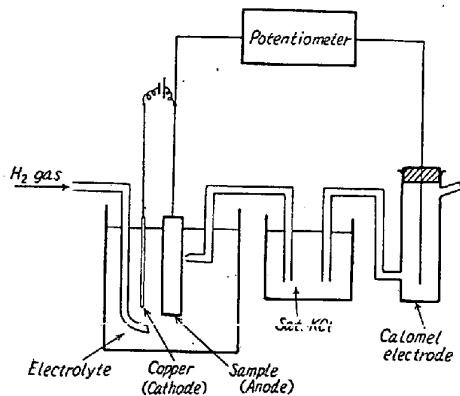 Potentiometer
H₂ gas
Sat. KCl
Calomel
electrode
Electrolyte
Copper
(Cathode)
Sample
(Anode)